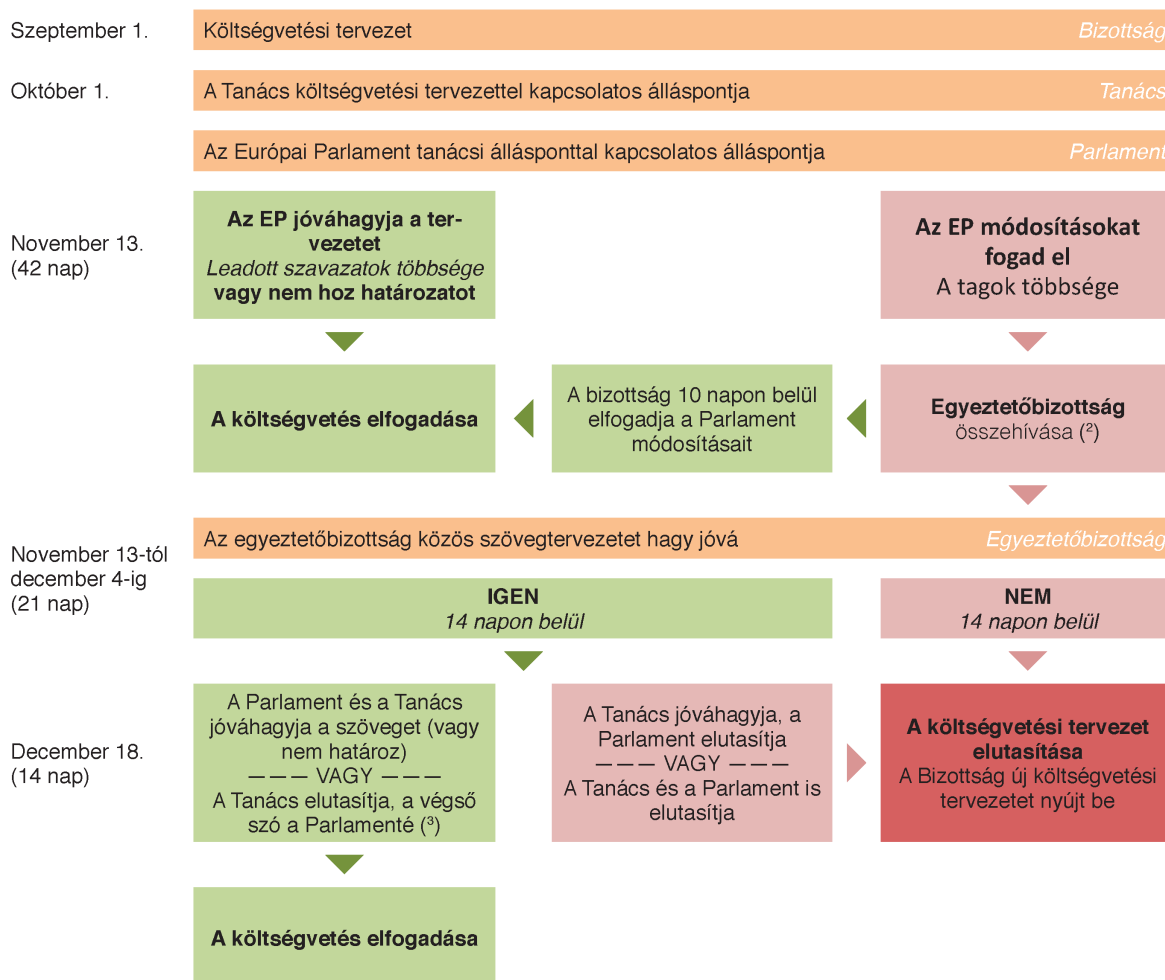 Szeptember 1.
Költségvetési tervezet
Bizottság
Október 1.
A Tanács költségvetési tervezettel kapcsolatos álláspontja
Tanács
Az Európai Parlament tanácsi állásponttal kapcsolatos álláspontja
Parlament
November 13.
(42 nap)
Az EP jóváhagyja a ter-
vezetet
Leadott szavazatok többsége
vagy nem hoz határozatot
Az EP módosításokat
fogad el
A tagok többsége
A költségvetés elfogadása
A bizottság 10 napon belül
elfogadja a Parlament
módosításait
Egyeztetőbizottság
összehívása (²)
November 13-tól
december 4-ig
(21 nap)
Az egyeztetőbizottság közös szövegtervezetet hagy jóvá
Egyeztetőbizottság
IGEN
14 napon belül
NEM
14 napon belül
December 18.
(14 nap)
A Parlament és a Tanács
jóváhagyja a szöveget (vagy
nem határoz)
— — — VAGY — — —
A Tanács elutasítja, a végső
szó a Parlamenté (³)
A Tanács jóváhagyja, a
Parlament elutasítja
— — — VAGY — — —
A Tanács és a Parlament is
elutasítja
A költségvetési tervezet
elutasítása
A Bizottság új költségvetési
tervezetet nyújt be
A költségvetés elfogadása